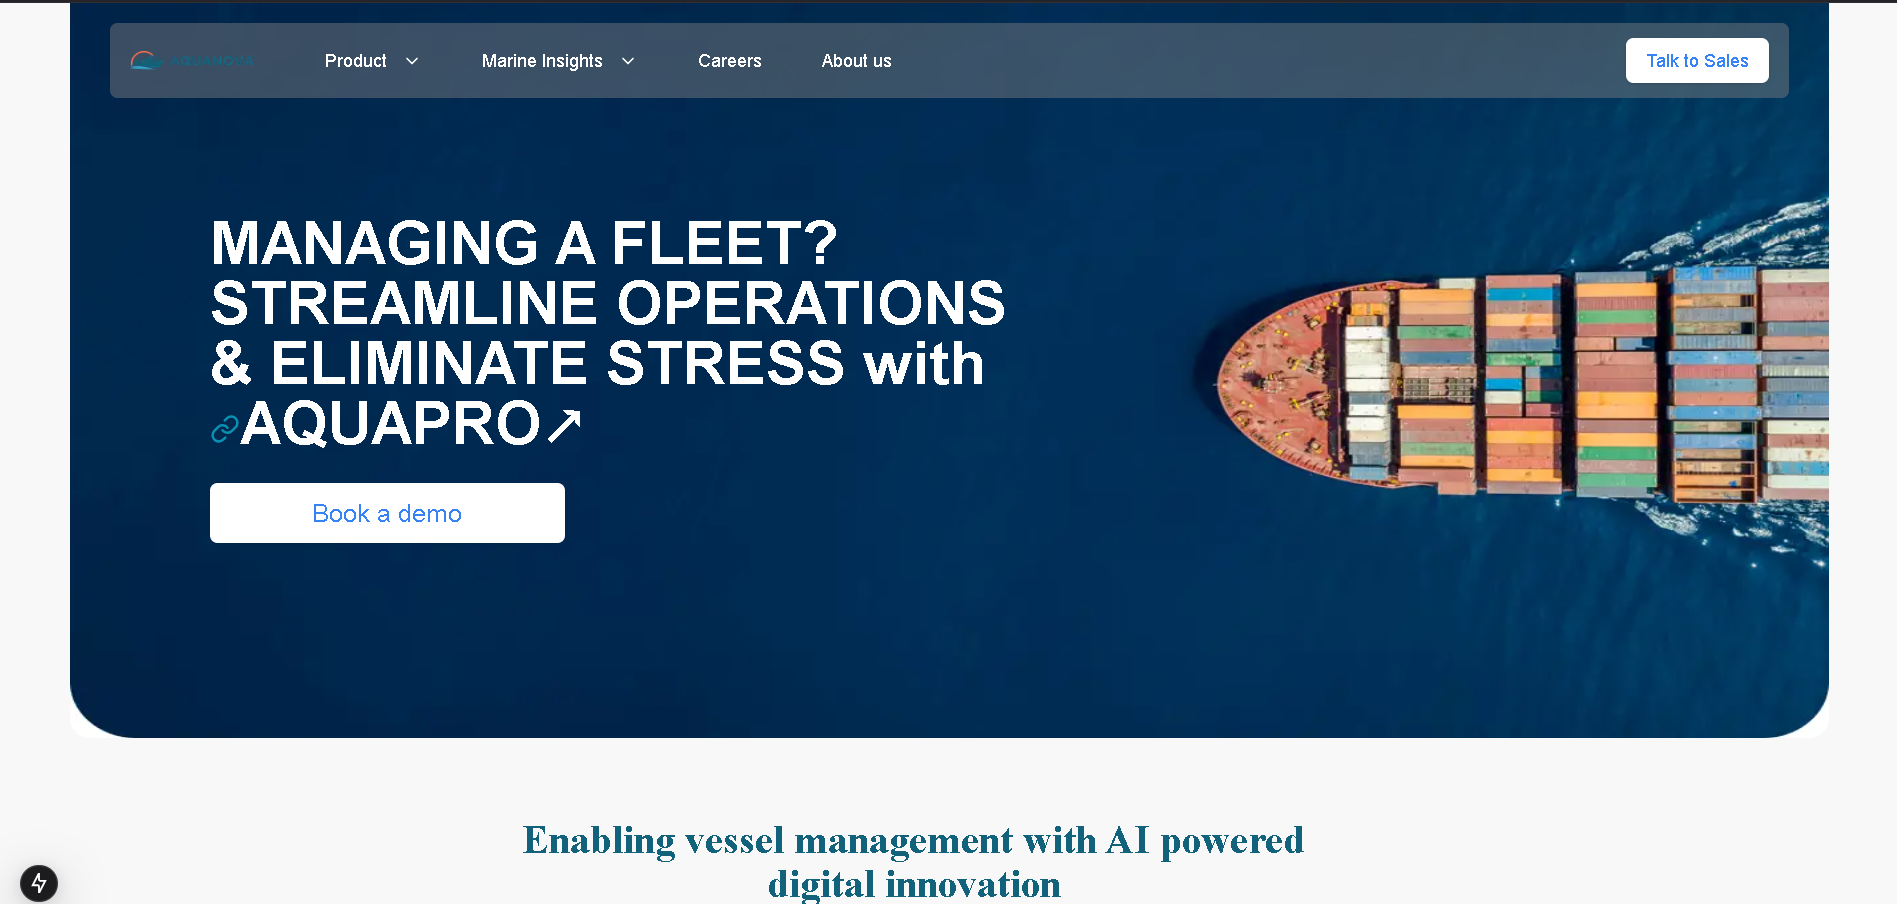 AQUANOVA
Product
Marine Insights
Careers
About us
Talk to Sales
MANAGING A FLEET?
STREAMLINE OPERATIONS
& ELIMINATE STRESS with
AQUAPRO↗
Book a demo
Enabling vessel management with AI powered
digital innovation